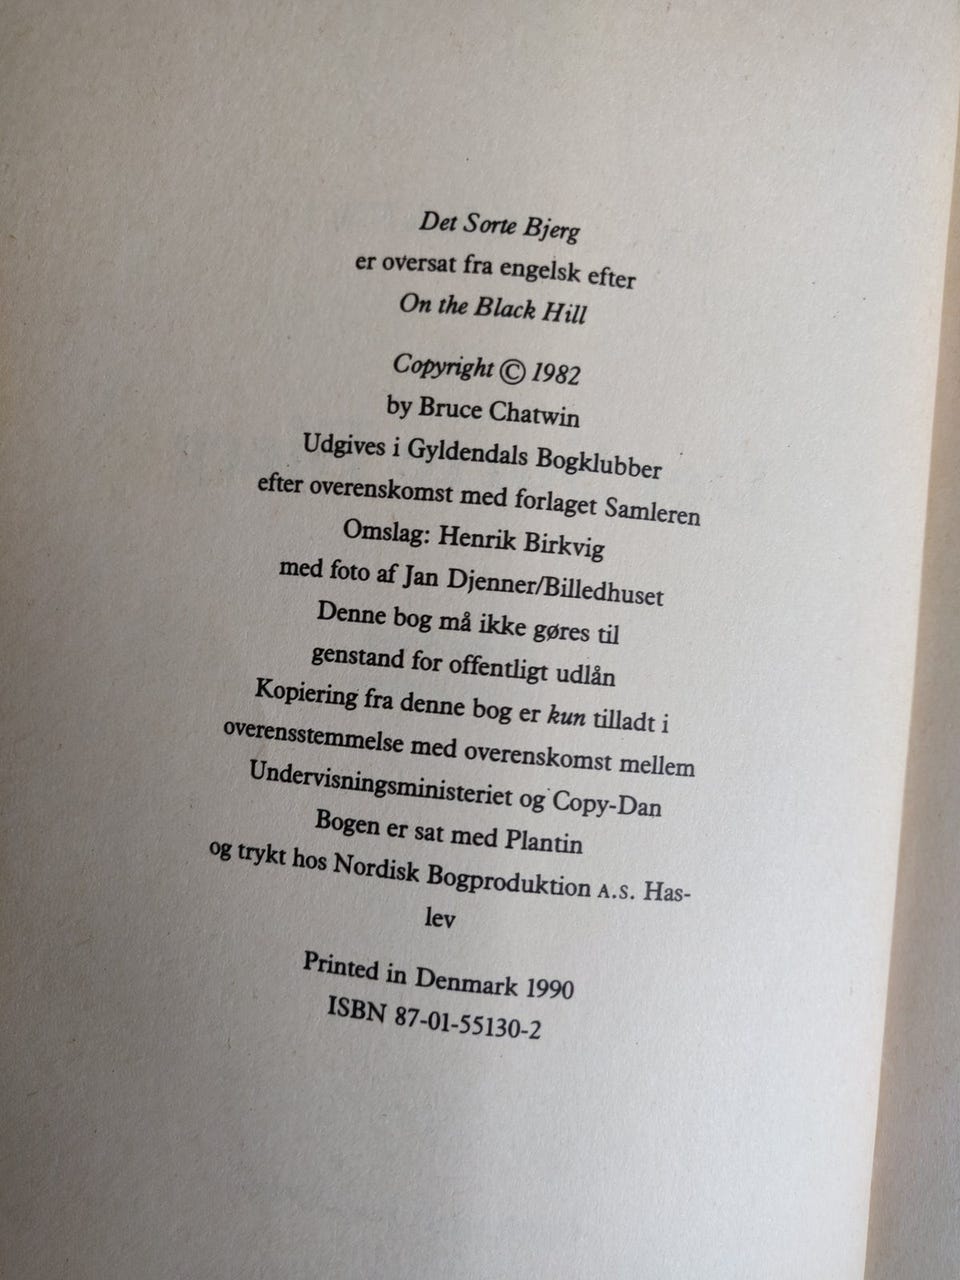 Det Sorte Bjerg
er oversat fra engelsk efter
On the Black Hill
Copyright © 1982
by Bruce Chatwin
Udgives i Gyldendals Bogklubber
efter overenskomst med forlaget Samleren
Omslag: Henrik Birkvig
med foto af Jan Djenner/Billedhuset
Denne bog må ikke gøres til
genstand for offentligt udlån
Kopiering fra denne bog er kun tilladt i
overensstemmelse med overenskomst mellem
Undervisningsministeriet og Copy-Dan
Bogen er sat med Plantin
og trykt hos Nordisk Bogproduktion A.S. Has-
lev
Printed in Denmark 1990
ISBN 87-01-55130-2